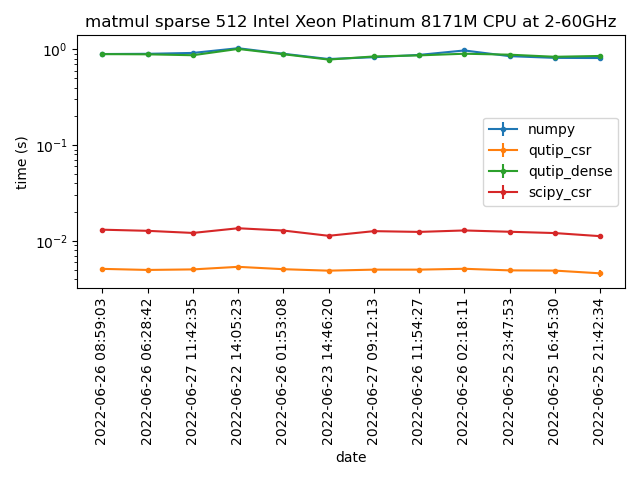 matmul sparse 512 Intel Xeon Platinum 8171M CPU at 2-60GHz
time (s)
10^0
10^-1
10^-2
numpy
qutip_csr
qutip_dense
scipy_csr
2022-06-26 08:59:03
2022-06-26 06:28:42
2022-06-27 11:42:35
2022-06-22 14:05:23
2022-06-26 01:53:08
2022-06-23 14:46:20
2022-06-27 09:12:13
2022-06-26 11:54:27
2022-06-26 02:18:11
2022-06-25 23:47:53
2022-06-25 16:45:30
2022-06-25 21:42:34
date